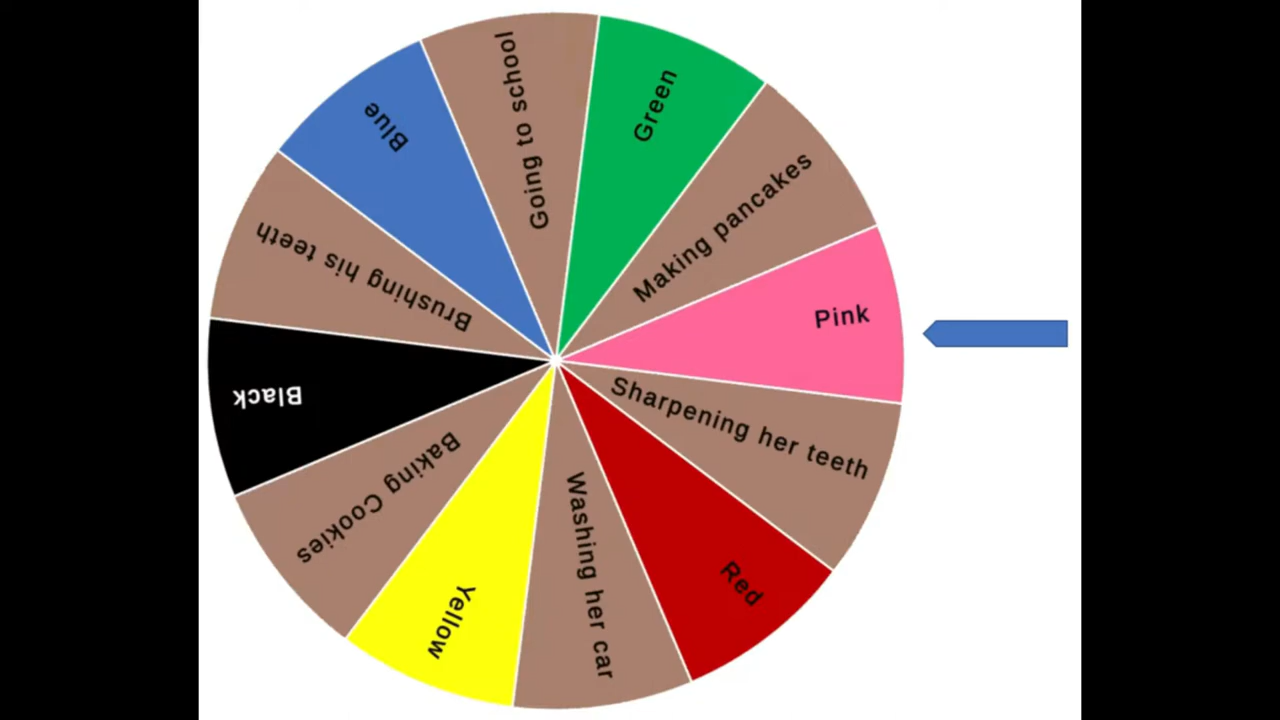 Going to school
Green
Making pancakes
Pink
Sharpening her teeth
Red
Washing her car
Yellow
Baking Cookies
Black
Brushing his teeth
Blue